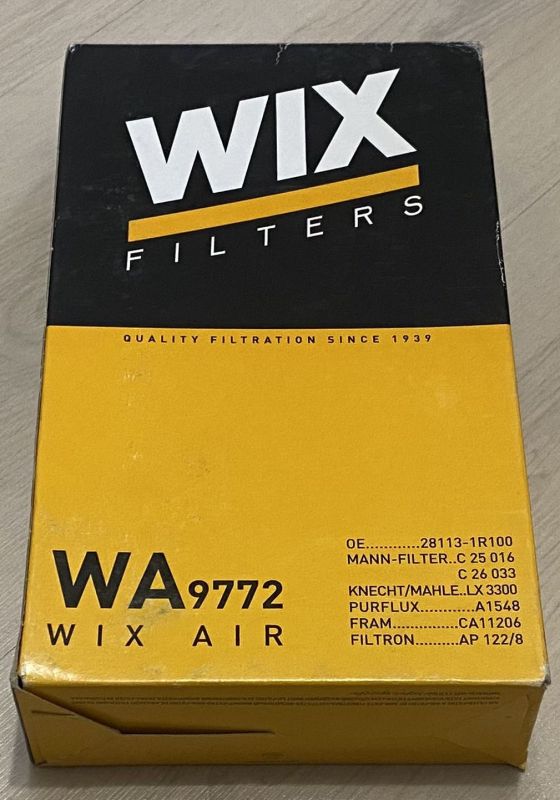 WIX
FILTERS
QUALITY FILTRATION SINCE 1939
WA9772
WIX AIR
OE............28113-1R100
MANN-FILTER..C 25 016
C 26 033
KNECHT/MAHLE..LX 3300
PURFLUX............A1548
FRAM..............CA11206
FILTRON..........AP 122/8